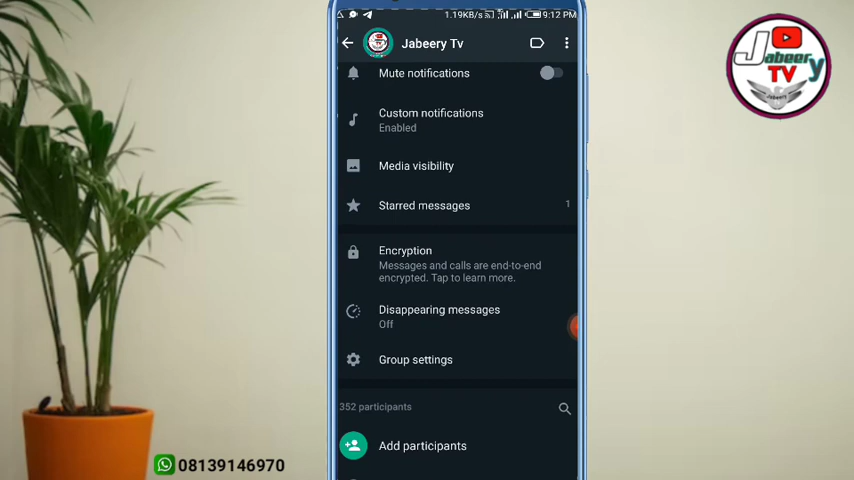 1.19KB/s 9:12 PM
Jabeery Tv
Mute notifications
Custom notifications
Enabled
Media visibility
Starred messages 1
Encryption
Messages and calls are end-to-end
encrypted. Tap to learn more.
Disappearing messages
Off
Group settings
352 participants
Add participants
08139146970
Jabeery
TV